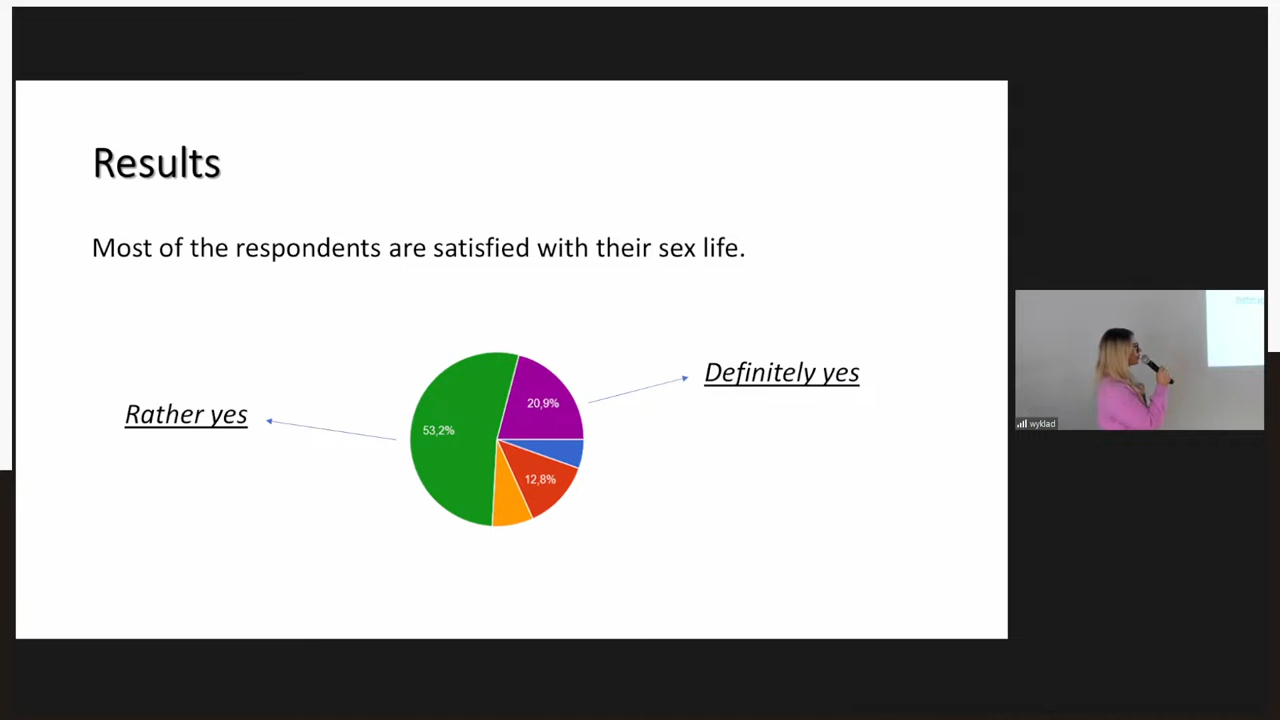 Results
Most of the respondents are satisfied with their sex life.
Definitely yes
Rather yes
20,9%
53,2%
12,8%
wyklad